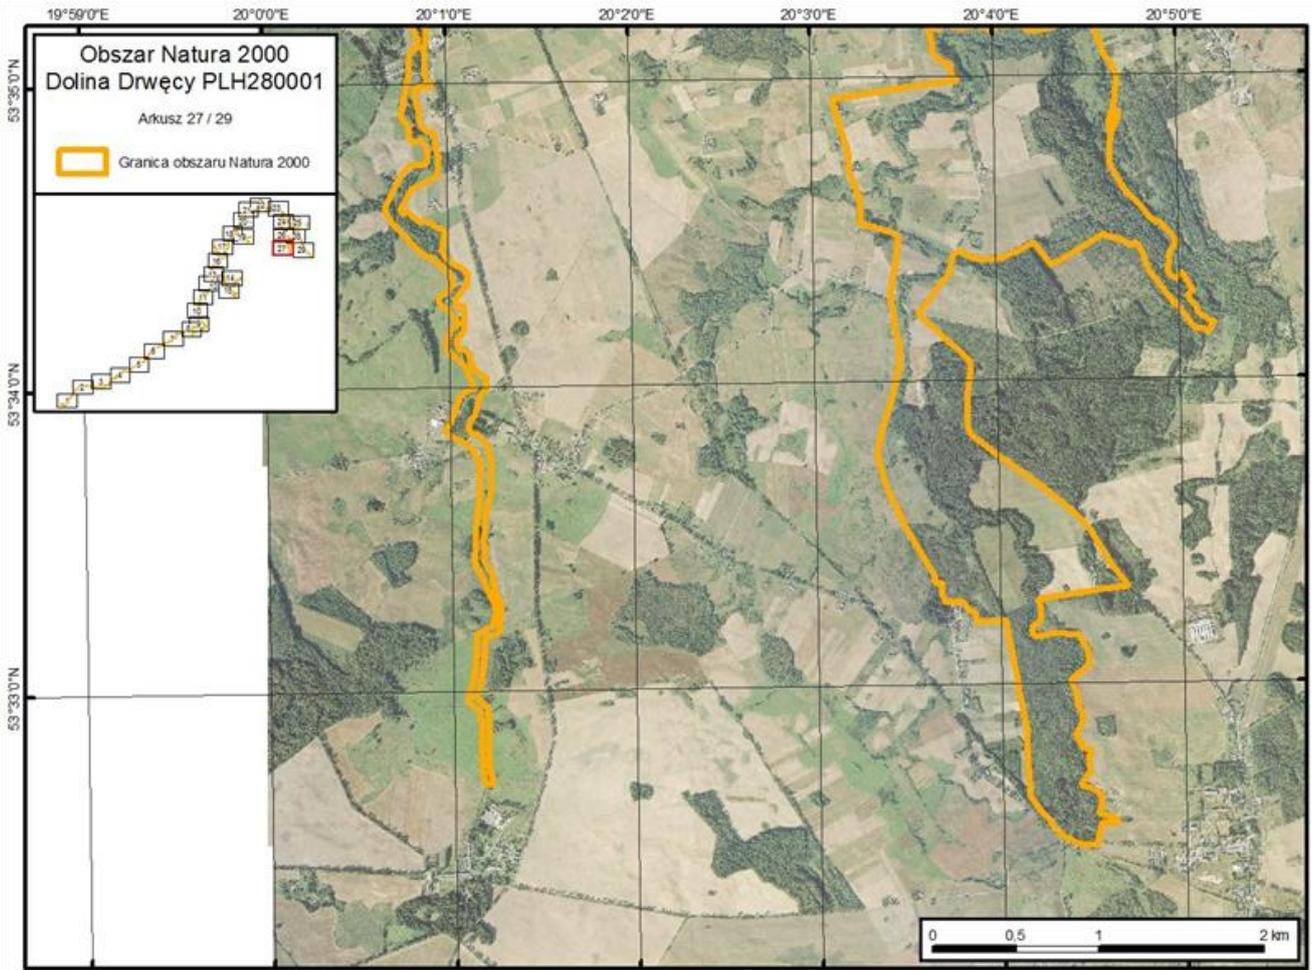 19°59'0"E
20°0'0"E
20°1'0"E
20°2'0"E
20°3'0"E
20°4'0"E
20°5'0"E
Obszar Natura 2000
Dolina Drwęcy PLH280001
Arkusz 27 / 29
Granica obszaru Natura 2000
27
53°35'0"N
53°34'0"N
53°33'0"N
0
0,5
1
2 km